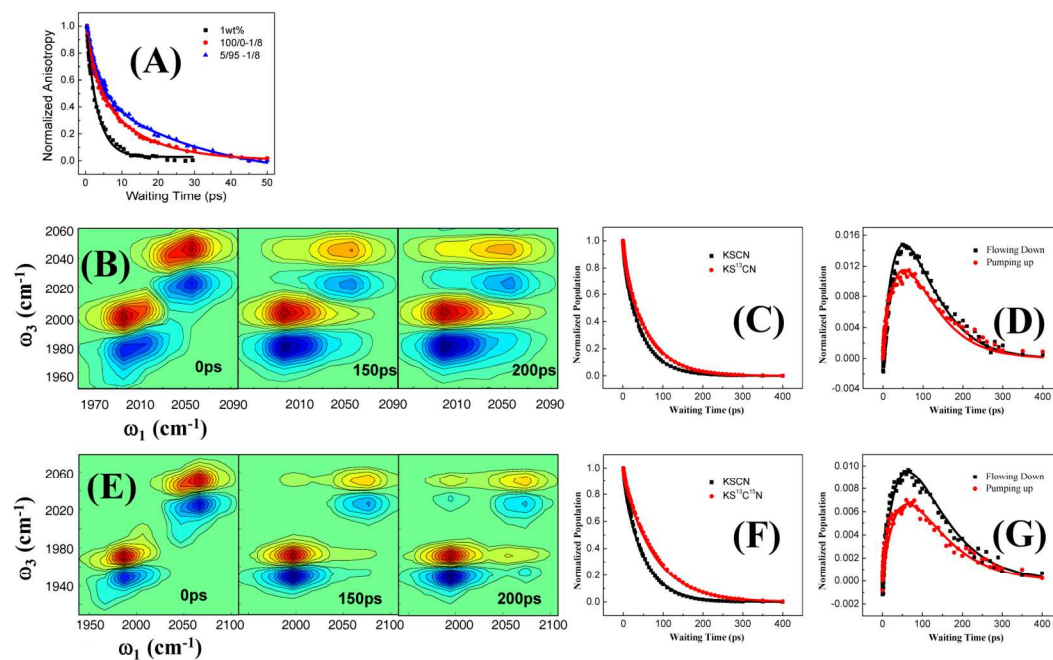 (A)
1wt%
100/0-1/8
5/95 -1/8
Normalized Anisotropy
1.0
0.8
0.6
0.4
0.2
0.0
0 10 20 30 40 50
Waiting Time (ps)
(B)
ω3 (cm-1)
2060
2040
2020
2000
1980
1960
0ps
150ps
200ps
1970 2010 2050 2090 2010 2050 2010 2050 2090
ω1 (cm-1)
(C)
KSCN
KS13CN
Normalized Population
1.0
0.8
0.6
0.4
0.2
0.0
0 100 200 300 400
Waiting Time (ps)
(D)
Flowing Down
Pumping up
Normalized Population
0.016
0.012
0.008
0.004
0.000
-0.004
0 100 200 300 400
Waiting Time (ps)
(E)
ω3 (cm-1)
2060
2020
1980
1940
0ps
150ps
200ps
1950 2000 2050 2100 2000 2050 2000 2050 2100
ω1 (cm-1)
(F)
KSCN
KS13C15N
Normalized Population
1.0
0.8
0.6
0.4
0.2
0.0
0 100 200 300 400
Waiting Time (ps)
(G)
Flowing Down
Pumping up
Normalized Population
0.010
0.008
0.006
0.004
0.002
0.000
-0.002
0 100 200 300 400
Waiting Time (ps)